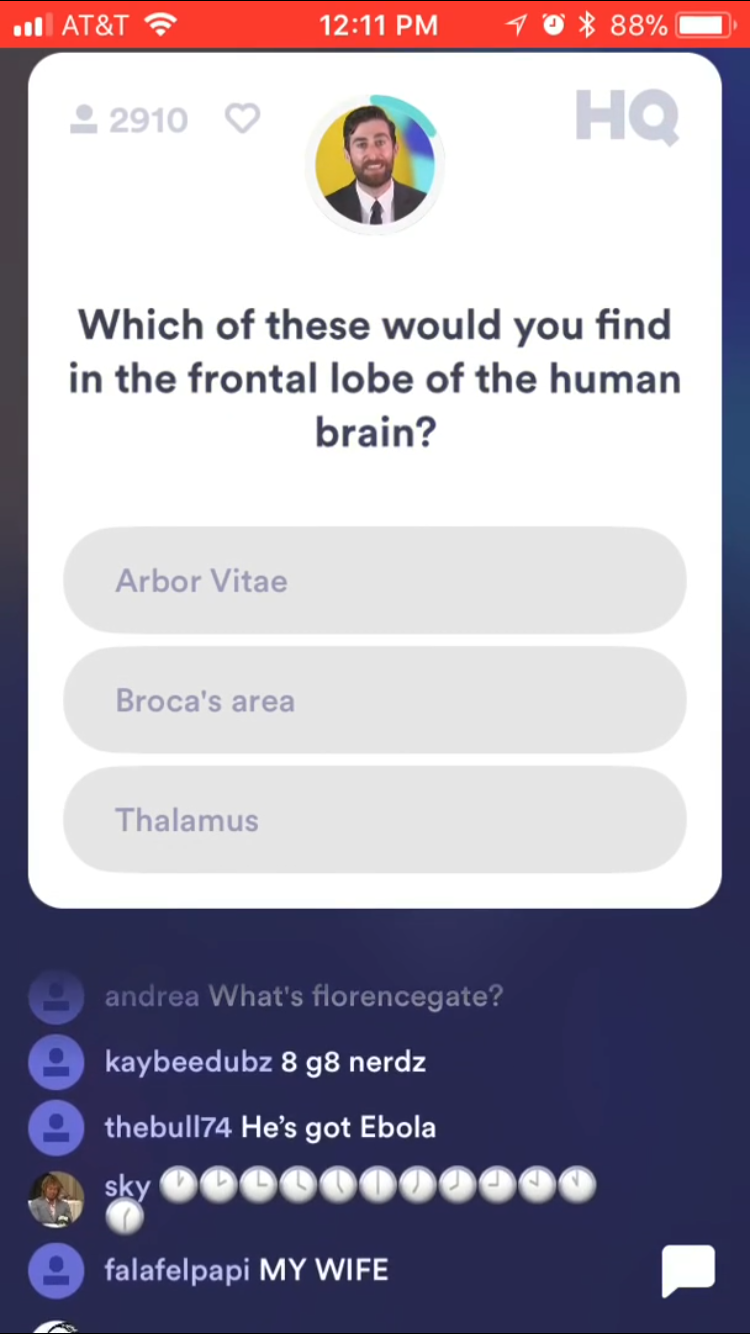 AT&T 12:11 PM 88%
2910 HQ
Which of these would you find
in the frontal lobe of the human
brain?
Arbor Vitae
Broca's area
Thalamus
andrea What's florencegate?
kaybeedubz 8 g8 nerdz
thebull74 He's got Ebola
sky 🕐🕑🕒🕓🕔🕕🕖🕗🕘🕙🕚
🕧
falafelpapi MY WIFE